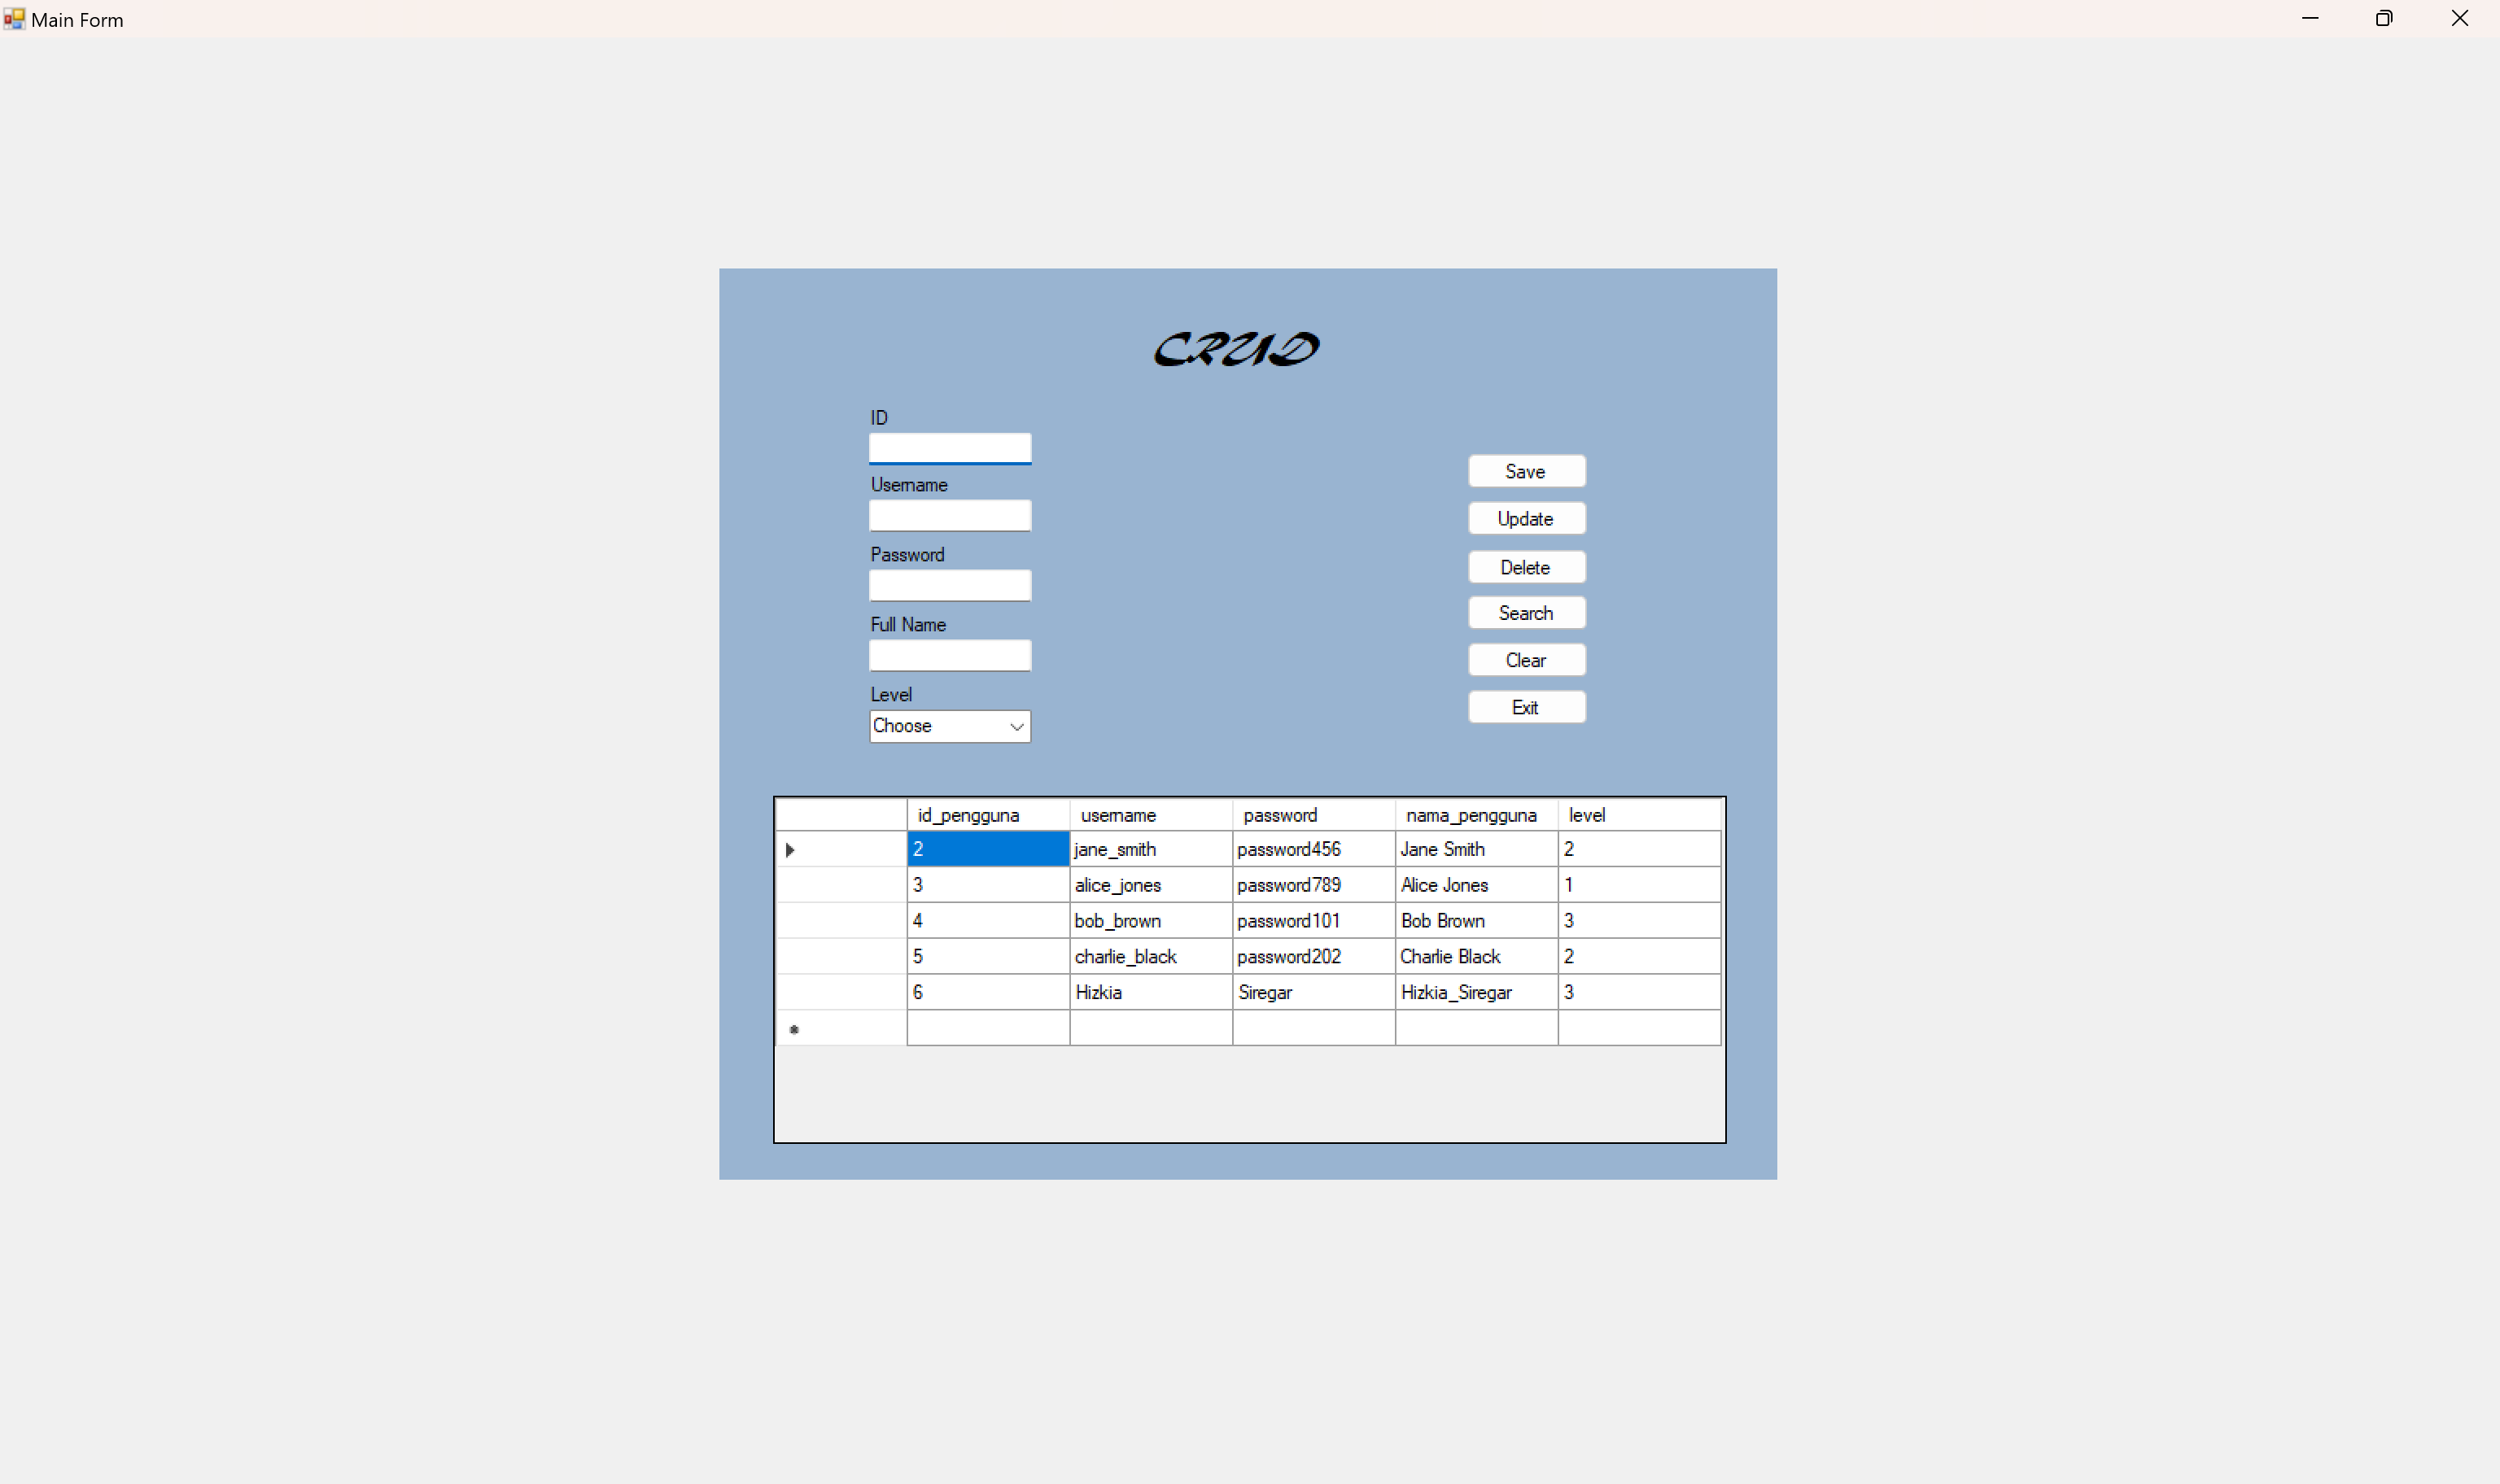 Main Form
CRUD
ID
Username
Password
Full Name
Level
Choose
Save
Update
Delete
Search
Clear
Exit
id_pengguna username password nama_pengguna level
2 jane_smith password456 Jane Smith 2
3 alice_jones password789 Alice Jones 1
4 bob_brown password101 Bob Brown 3
5 charlie_black password202 Charlie Black 2
6 Hizkia Siregar Hizkia_Siregar 3